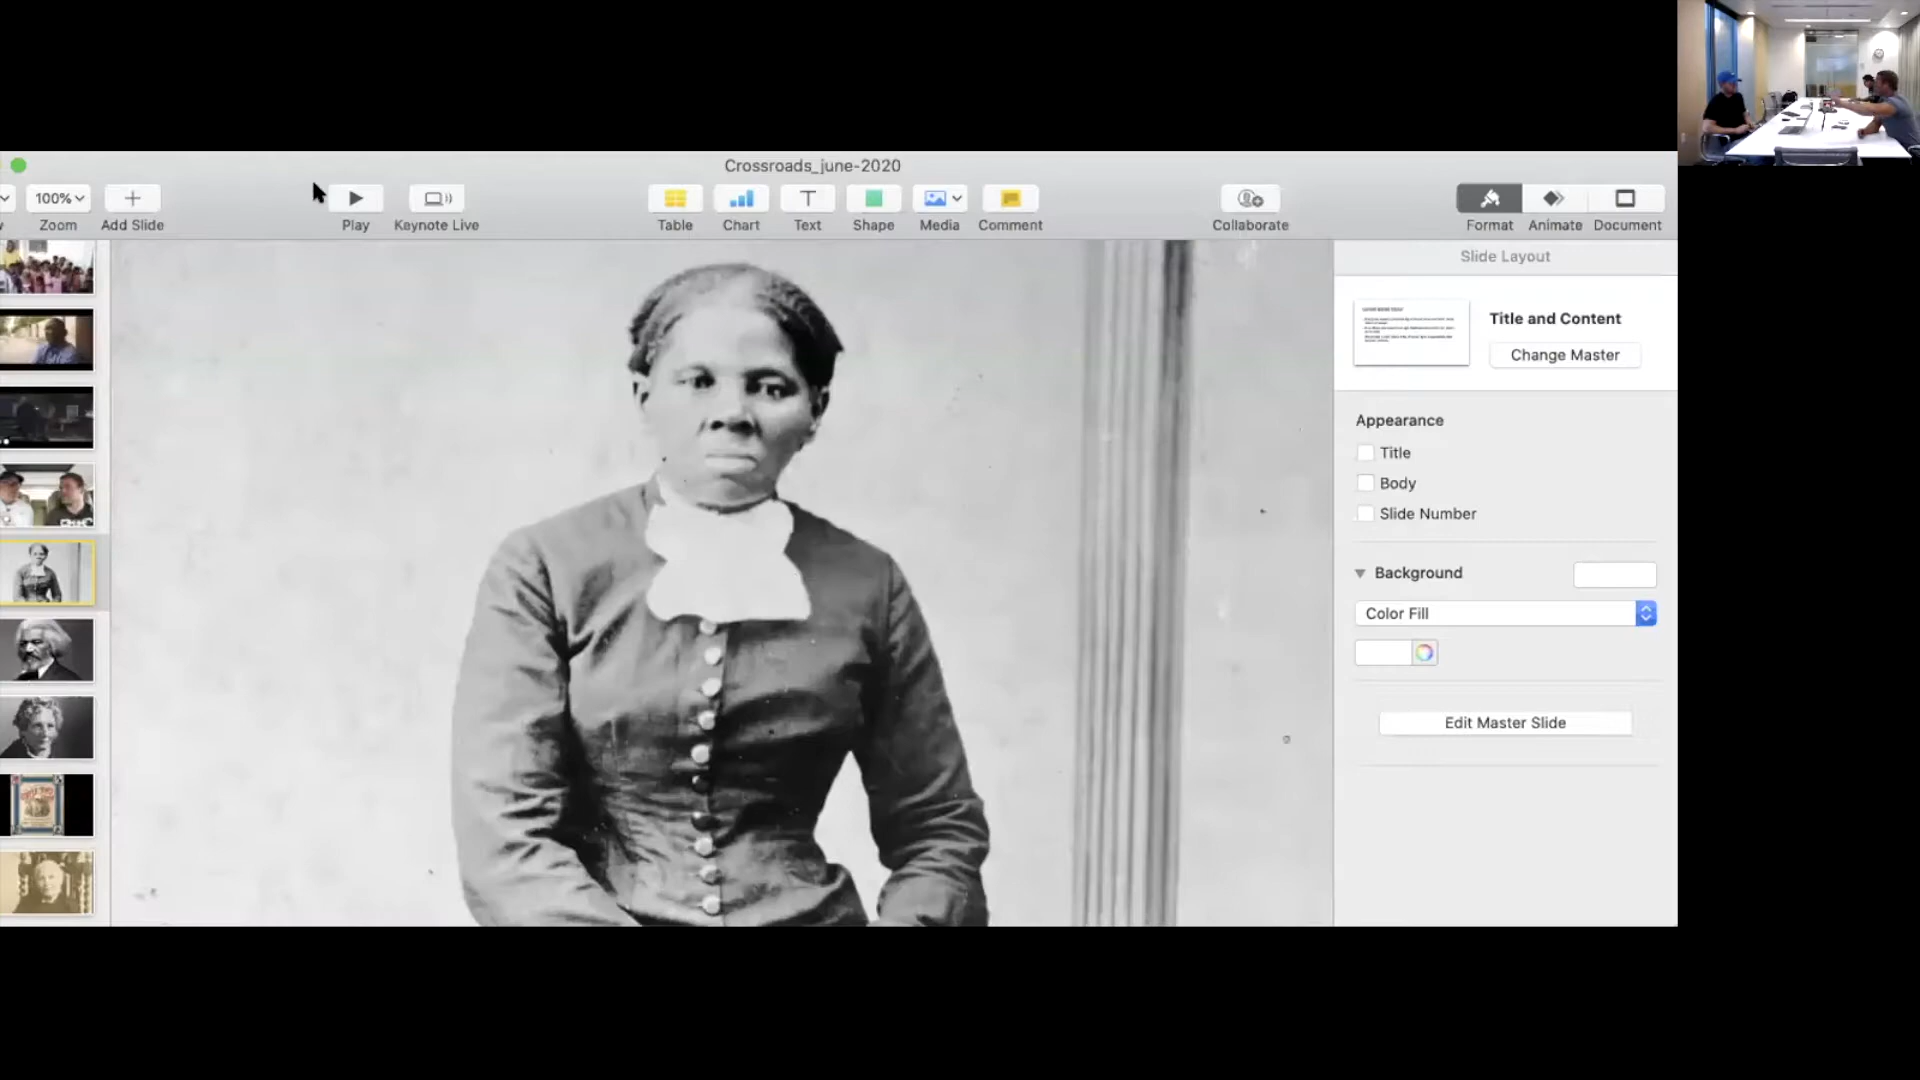 Crossroads_june-2020
100%
Zoom
Add Slide
Play
Keynote Live
Table
Chart
Text
Shape
Media
Comment
Collaborate
Format
Animate
Document
Slide Layout
Title and Content
Change Master
Appearance
Title
Body
Slide Number
Background
Color Fill
Edit Master Slide